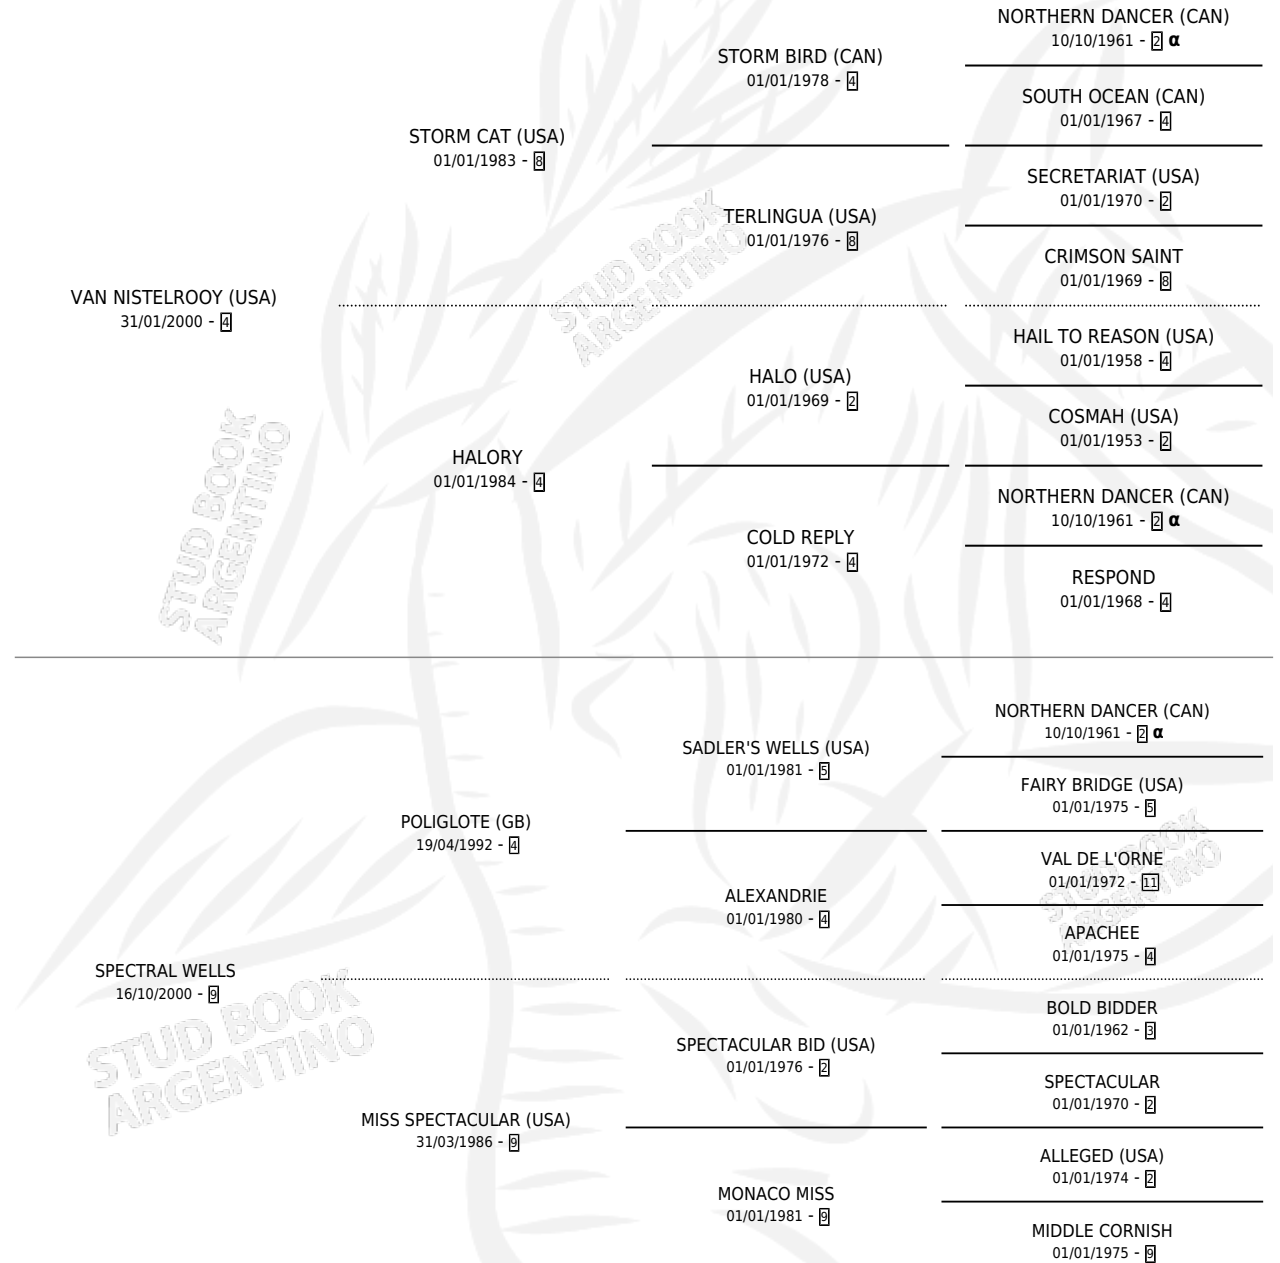 NORTHERN DANCER (CAN)
10/10/1961 - 2 α
STORM BIRD (CAN)
01/01/1978 - 4
SOUTH OCEAN (CAN)
01/01/1967 - 4
STORM CAT (USA)
01/01/1983 - 8
SECRETARIAT (USA)
01/01/1970 - 2
TERLINGUA (USA)
01/01/1976 - 8
CRIMSON SAINT
01/01/1969 - 8
VAN NISTELROOY (USA)
31/01/2000 - 4
HAIL TO REASON (USA)
01/01/1958 - 4
HALO (USA)
01/01/1969 - 2
COSMAH (USA)
01/01/1953 - 2
HALORY
01/01/1984 - 4
NORTHERN DANCER (CAN)
10/10/1961 - 2 α
COLD REPLY
01/01/1972 - 4
RESPOND
01/01/1968 - 4
NORTHERN DANCER (CAN)
10/10/1961 - 2 α
SADLER'S WELLS (USA)
01/01/1981 - 5
FAIRY BRIDGE (USA)
01/01/1975 - 5
POLIGLOTE (GB)
19/04/1992 - 4
VAL DE L'ORNE
01/01/1972 - 11
ALEXANDRIE
01/01/1980 - 4
APACHEE
01/01/1975 - 4
SPECTRAL WELLS
16/10/2000 - 9
BOLD BIDDER
01/01/1962 - 3
SPECTACULAR BID (USA)
01/01/1976 - 2
SPECTACULAR
01/01/1970 - 2
MISS SPECTACULAR (USA)
31/03/1986 - 9
ALLEGED (USA)
01/01/1974 - 2
MONACO MISS
01/01/1981 - 9
MIDDLE CORNISH
01/01/1975 - 9
STUD BOOK
ARGENTINO
STUD BOOK
ARGENTINO
STUD BOOK
ARGENTINO
STUD BOOK
ARGENTINO